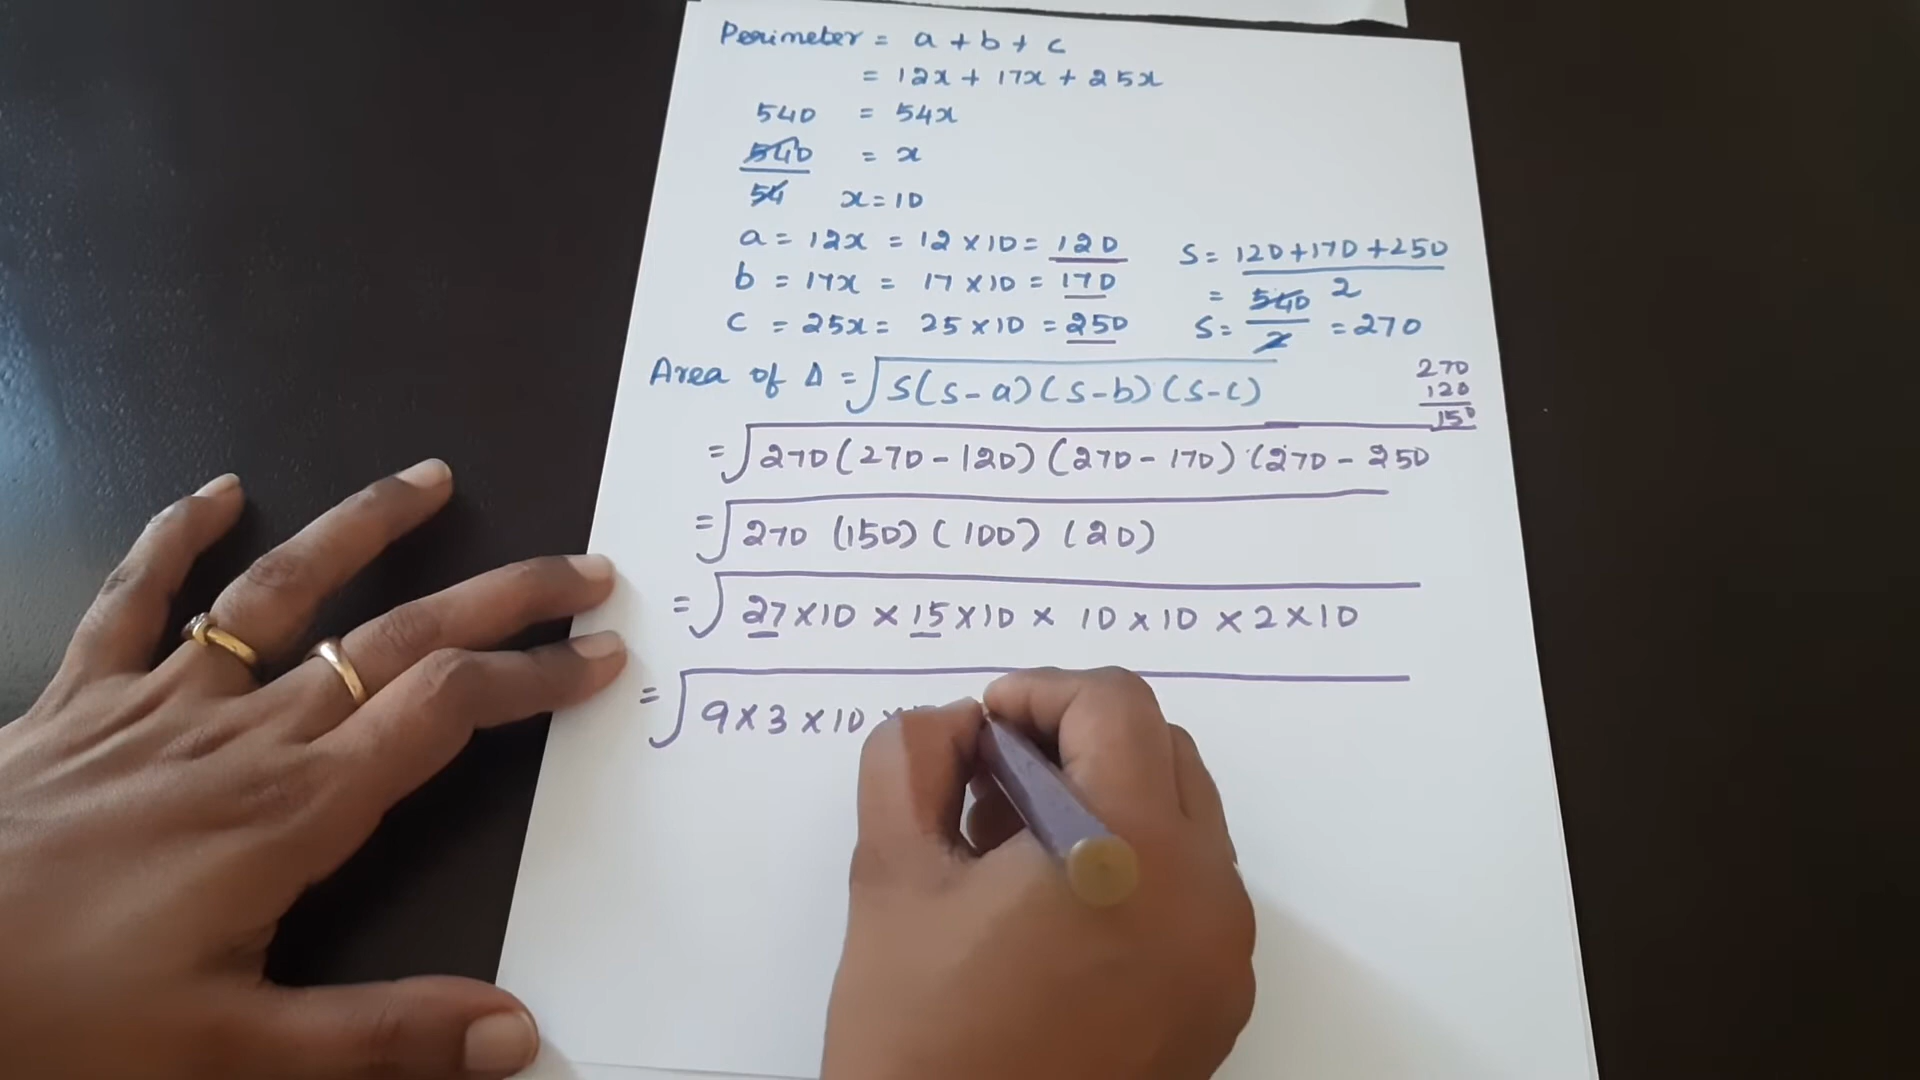 Perimeter = a + b + c
= 12x + 17x + 25x
540 = 54x
540/54 = x
x = 10
a = 12x = 12 × 10 = 120
b = 17x = 17 × 10 = 170
c = 25x = 25 × 10 = 250
S = 120+170+250 / 2
= 540
S = 540/2 = 270
Area of Δ = √S(S-a)(S-b)(S-c)
270
120
150
= √270(270-120)(270-170)(270-250
= √270 (150) (100) (20)
= √27×10 × 15×10 × 10×10 × 2×10
= √9×3×10 ×